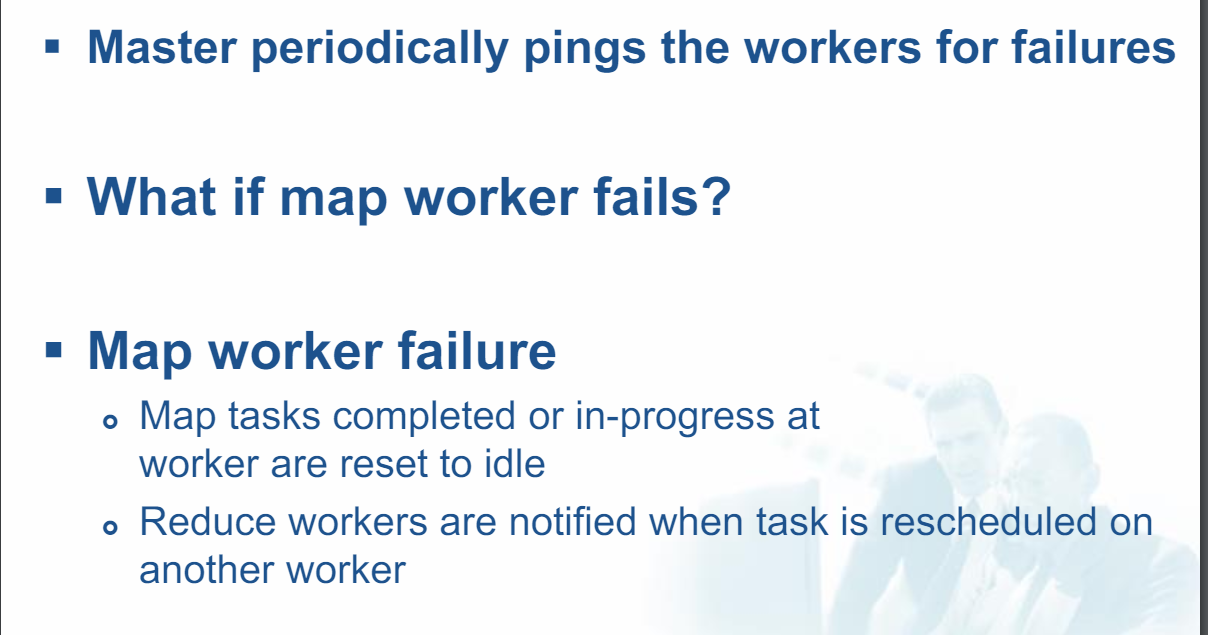 ▪ Master periodically pings the workers for failures
▪ What if map worker fails?
▪ Map worker failure
Map tasks completed or in-progress at
worker are reset to idle
Reduce workers are notified when task is rescheduled on
another worker